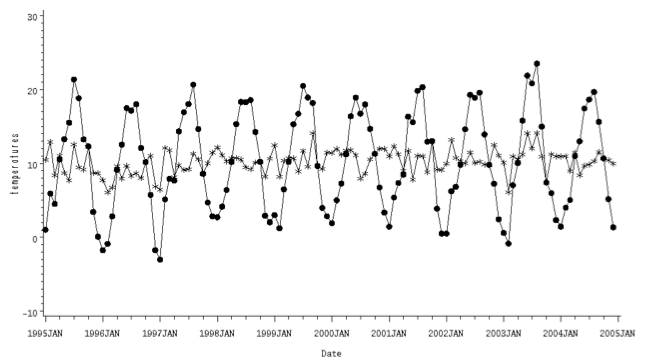 30
20
temperatures
10
0
-10
1995JAN 1996JAN 1997JAN 1998JAN 1999JAN 2000JAN 2001JAN 2002JAN 2003JAN 2004JAN 2005JAN
Date